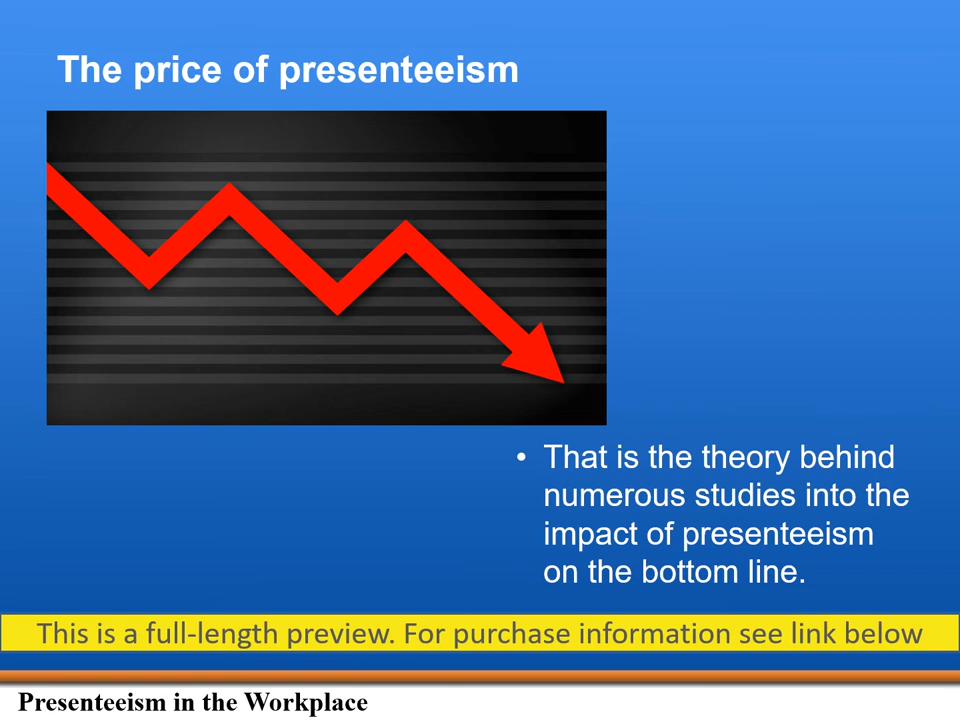 The price of presenteeism
• That is the theory behind
numerous studies into the
impact of presenteeism
on the bottom line.
This is a full-length preview. For purchase information see link below
Presenteeism in the Workplace